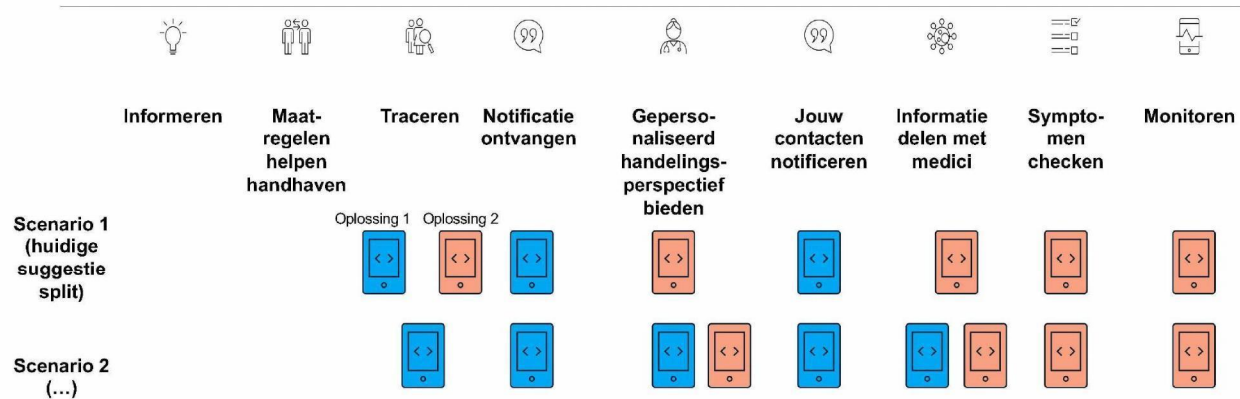 Informeren
Maat-
regelen
helpen
handhaven
Traceren
Notificatie
ontvangen
Geperso-
naliseerd
handelings-
perspectief
bieden
Jouw
contacten
notificeren
Informatie
delen met
medici
Sympto-
men
checken
Monitoren
Scenario 1
(huidige
suggestie
split)
Oplossing 1
Oplossing 2
Scenario 2
(...)